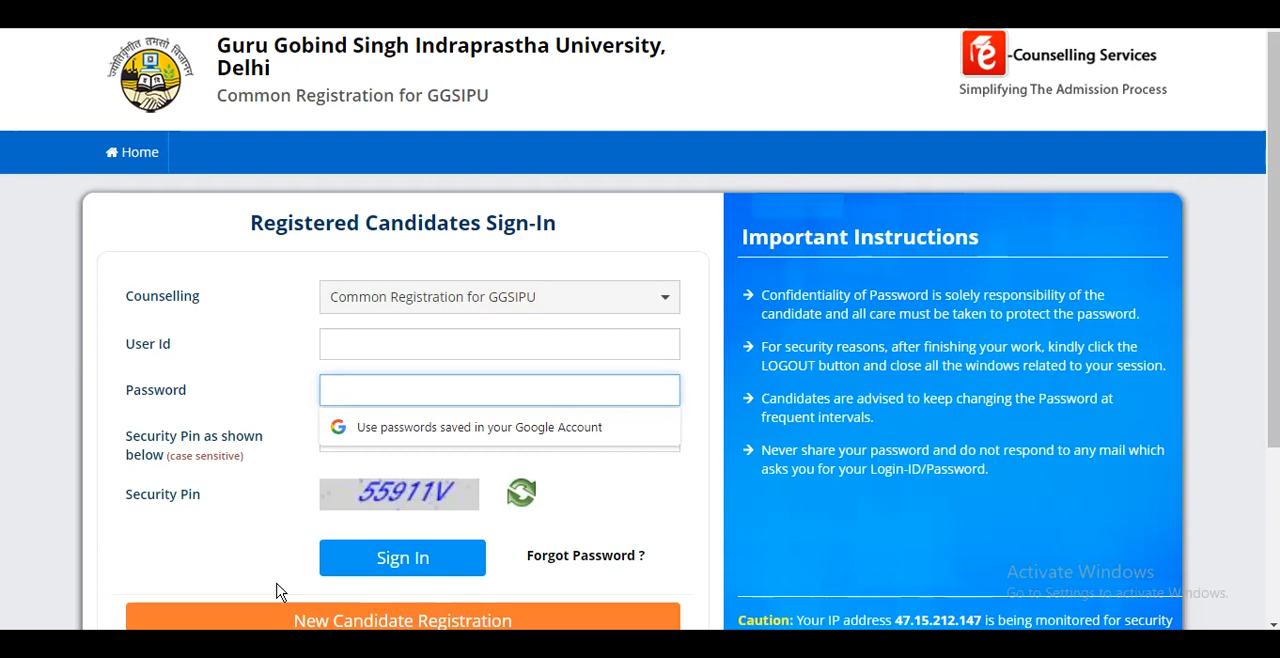 Guru Gobind Singh Indraprastha University,
Delhi
Common Registration for GGSIPU
e
-Counselling Services
Simplifying The Admission Process
Home
Registered Candidates Sign-In
Counselling
Common Registration for GGSIPU
User Id
Password
Use passwords saved in your Google Account
Security Pin as shown
below (case sensitive)
Security Pin
55911V
Sign In
Forgot Password ?
New Candidate Registration
Important Instructions
Confidentiality of Password is solely responsibility of the
candidate and all care must be taken to protect the password.
For security reasons, after finishing your work, kindly click the
LOGOUT button and close all the windows related to your session.
Candidates are advised to keep changing the Password at
frequent intervals.
Never share your password and do not respond to any mail which
asks you for your Login-ID/Password.
Activate Windows
Go to Settings to activate Windows.
Caution: Your IP address 47.15.212.147 is being monitored for security